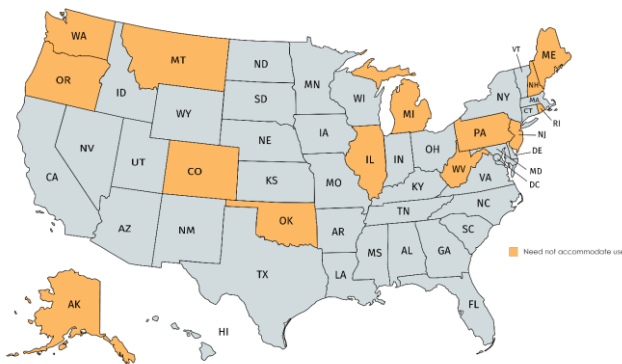 WA
MT
ND
MN
VT
ME
OR
ID
SD
WI
NH
NY
MA
WY
MI
CT
RI
IA
PA
NJ
NE
NV
IL
IN
OH
DE
UT
MD
CA
CO
WV
VA
DC
KS
MO
KY
NC
TN
OK
AZ
NM
AR
SC
MS
AL
GA
Need not accommodate use
TX
LA
FL
AK
HI